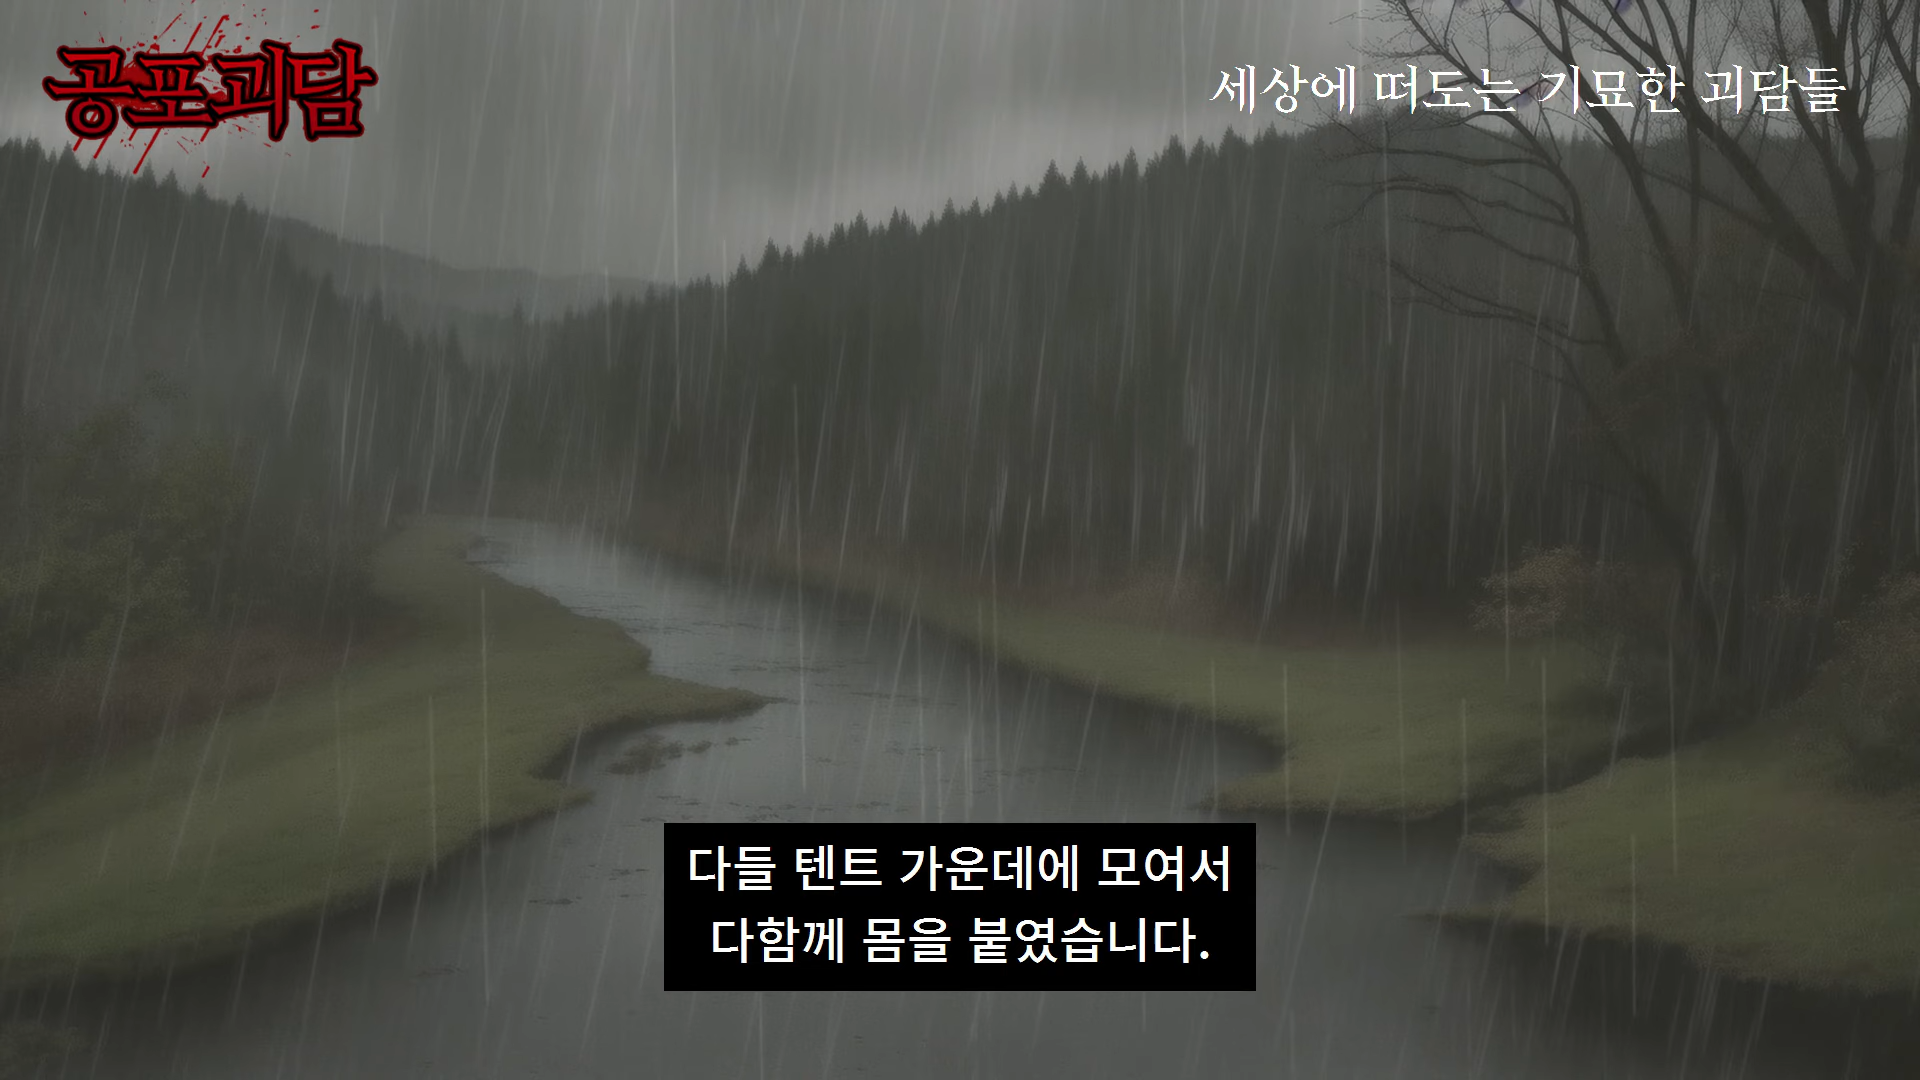 공포괴담
세상에 떠도는 기묘한 괴담들
다들 텐트 가운데에 모여서
다함께 몸을 붙였습니다.